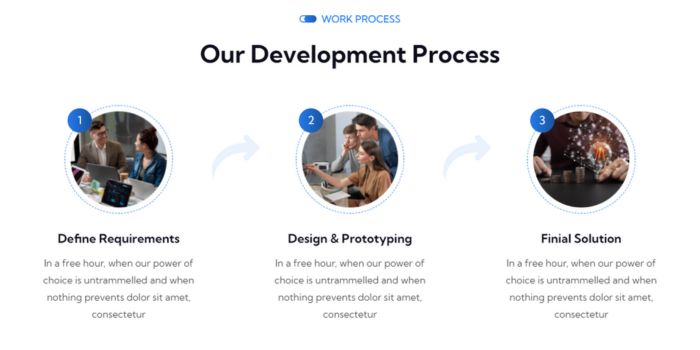 WORK PROCESS
Our Development Process
1
2
3
Define Requirements
Design & Prototyping
Finial Solution
In a free hour, when our power of
choice is untrammelled and when
nothing prevents dolor sit amet,
consectetur
In a free hour, when our power of
choice is untrammelled and when
nothing prevents dolor sit amet,
consectetur
In a free hour, when our power of
choice is untrammelled and when
nothing prevents dolor sit amet,
consectetur